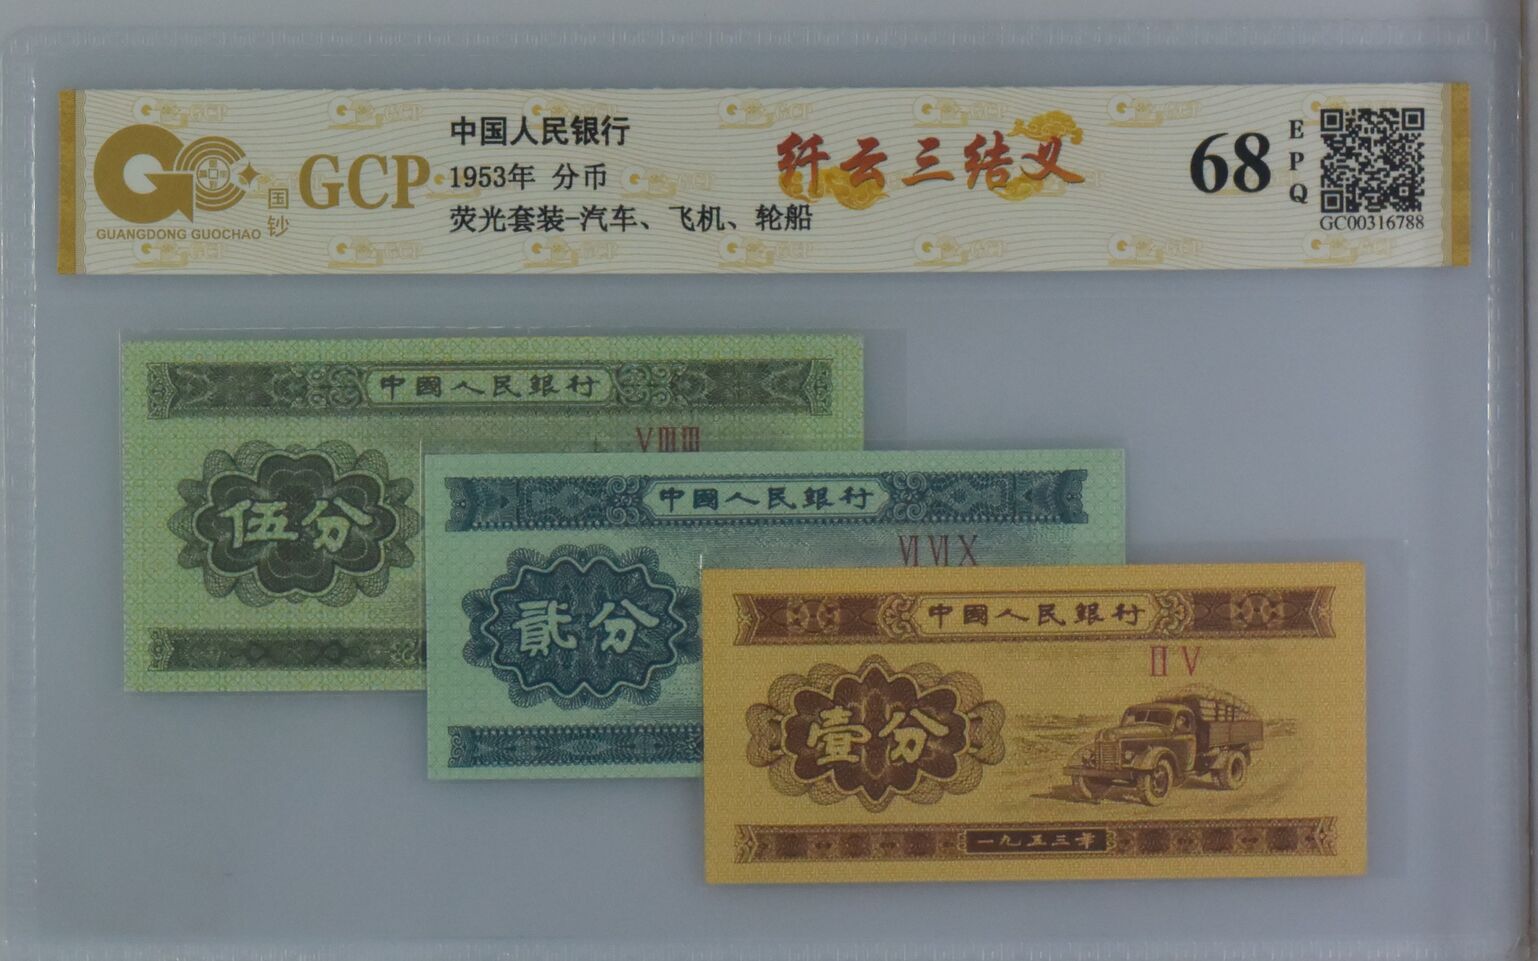 GCP
国钞
GUANGDONG GUOCHAO
中国人民银行
1953年 分币
荧光套装-汽车、飞机、轮船
纤云三结义
68
EPQ
GC00316788
中國人民銀行
ⅤⅢⅢ
伍分
中國人民銀行
ⅥⅥⅩ
貳分
中國人民銀行
ⅡⅤ
壹分
一九五三年